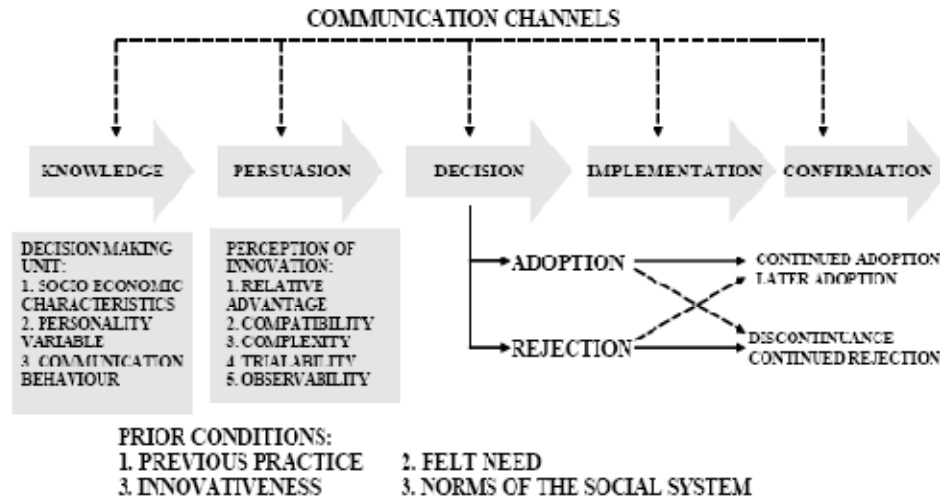 COMMUNICATION CHANNELS
KNOWLEDGE
PERSUASION
DECISION
IMPLEMENTATION
CONFIRMATION
DECISION MAKING
UNIT:
1. SOCIO ECONOMIC
CHARACTERISTICS
2. PERSONALITY
VARIABLE
3. COMMUNICATION
BEHAVIOUR
PERCEPTION OF
INNOVATION:
1. RELATIVE
ADVANTAGE
2. COMPATIBILITY
3. COMPLEXITY
4. TRIALABILITY
5. OBSERVABILITY
ADOPTION
REJECTION
CONTINUED ADOPTION
LATER ADOPTION
DISCONTINUANCE
CONTINUED REJECTION
PRIOR CONDITIONS:
1. PREVIOUS PRACTICE 2. FELT NEED
3. INNOVATIVENESS 3. NORMS OF THE SOCIAL SYSTEM